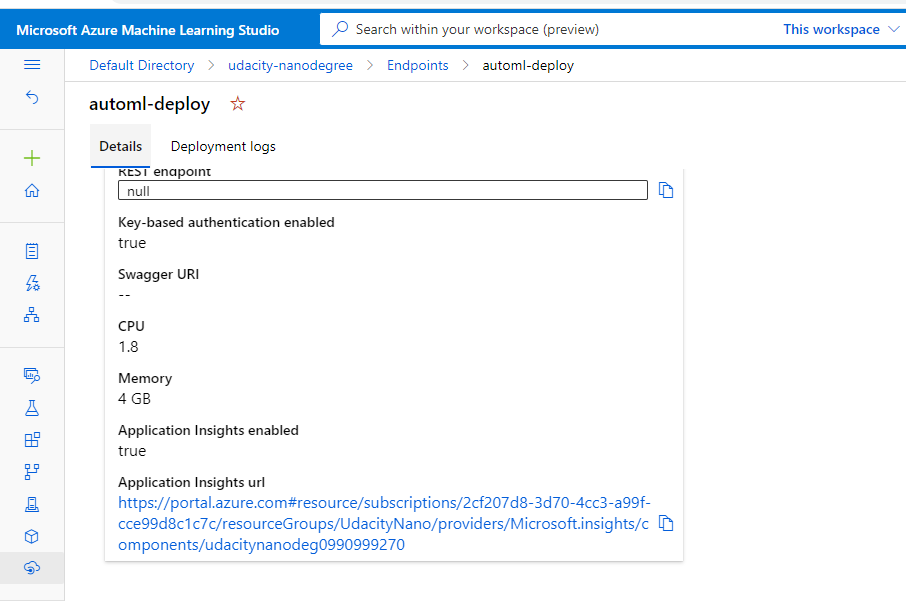 Microsoft Azure Machine Learning Studio
Search within your workspace (preview)
This workspace
Default Directory > udacity-nanodegree > Endpoints > automl-deploy
automl-deploy
Details
Deployment logs
REST endpoint
null
Key-based authentication enabled
true
Swagger URI
--
CPU
1.8
Memory
4 GB
Application Insights enabled
true
Application Insights url
https://portal.azure.com#resource/subscriptions/2cf207d8-3d70-4cc3-a99f-
cce99d8c1c7c/resourceGroups/UdacityNano/providers/Microsoft.insights/c
omponents/udacitynanodeg0990999270